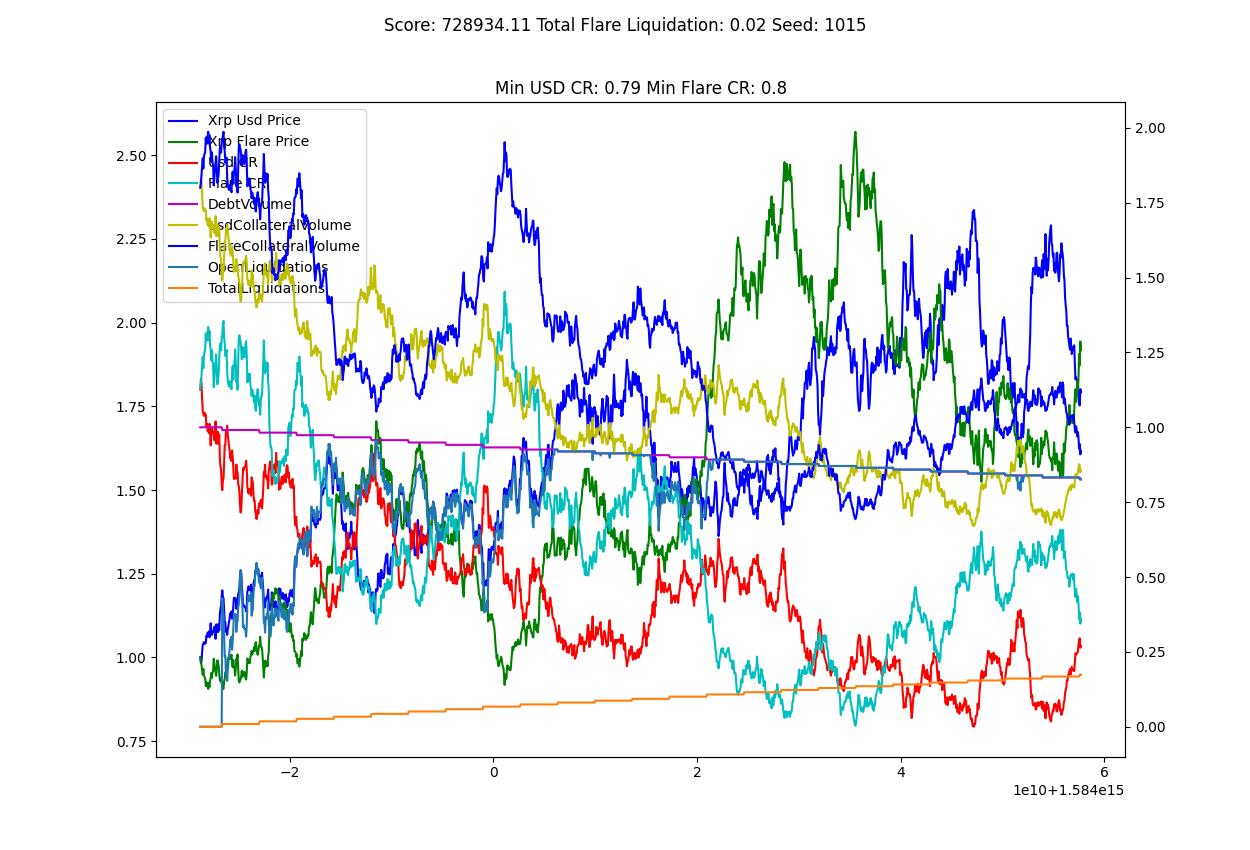 Score: 728934.11 Total Flare Liquidation: 0.02 Seed: 1015
Min USD CR: 0.79 Min Flare CR: 0.8
Xrp Usd Price
Xrp Flare Price
Usd CR
Flare CR
DebtVolume
UsdCollateralVolume
FlareCollateralVolume
OpenLiquidations
TotalLiquidations
2.50
2.25
2.00
1.75
1.50
1.25
1.00
0.75
2.00
1.75
1.50
1.25
1.00
0.75
0.50
0.25
0.00
−2 0 2 4 6
1e10+1.584e15